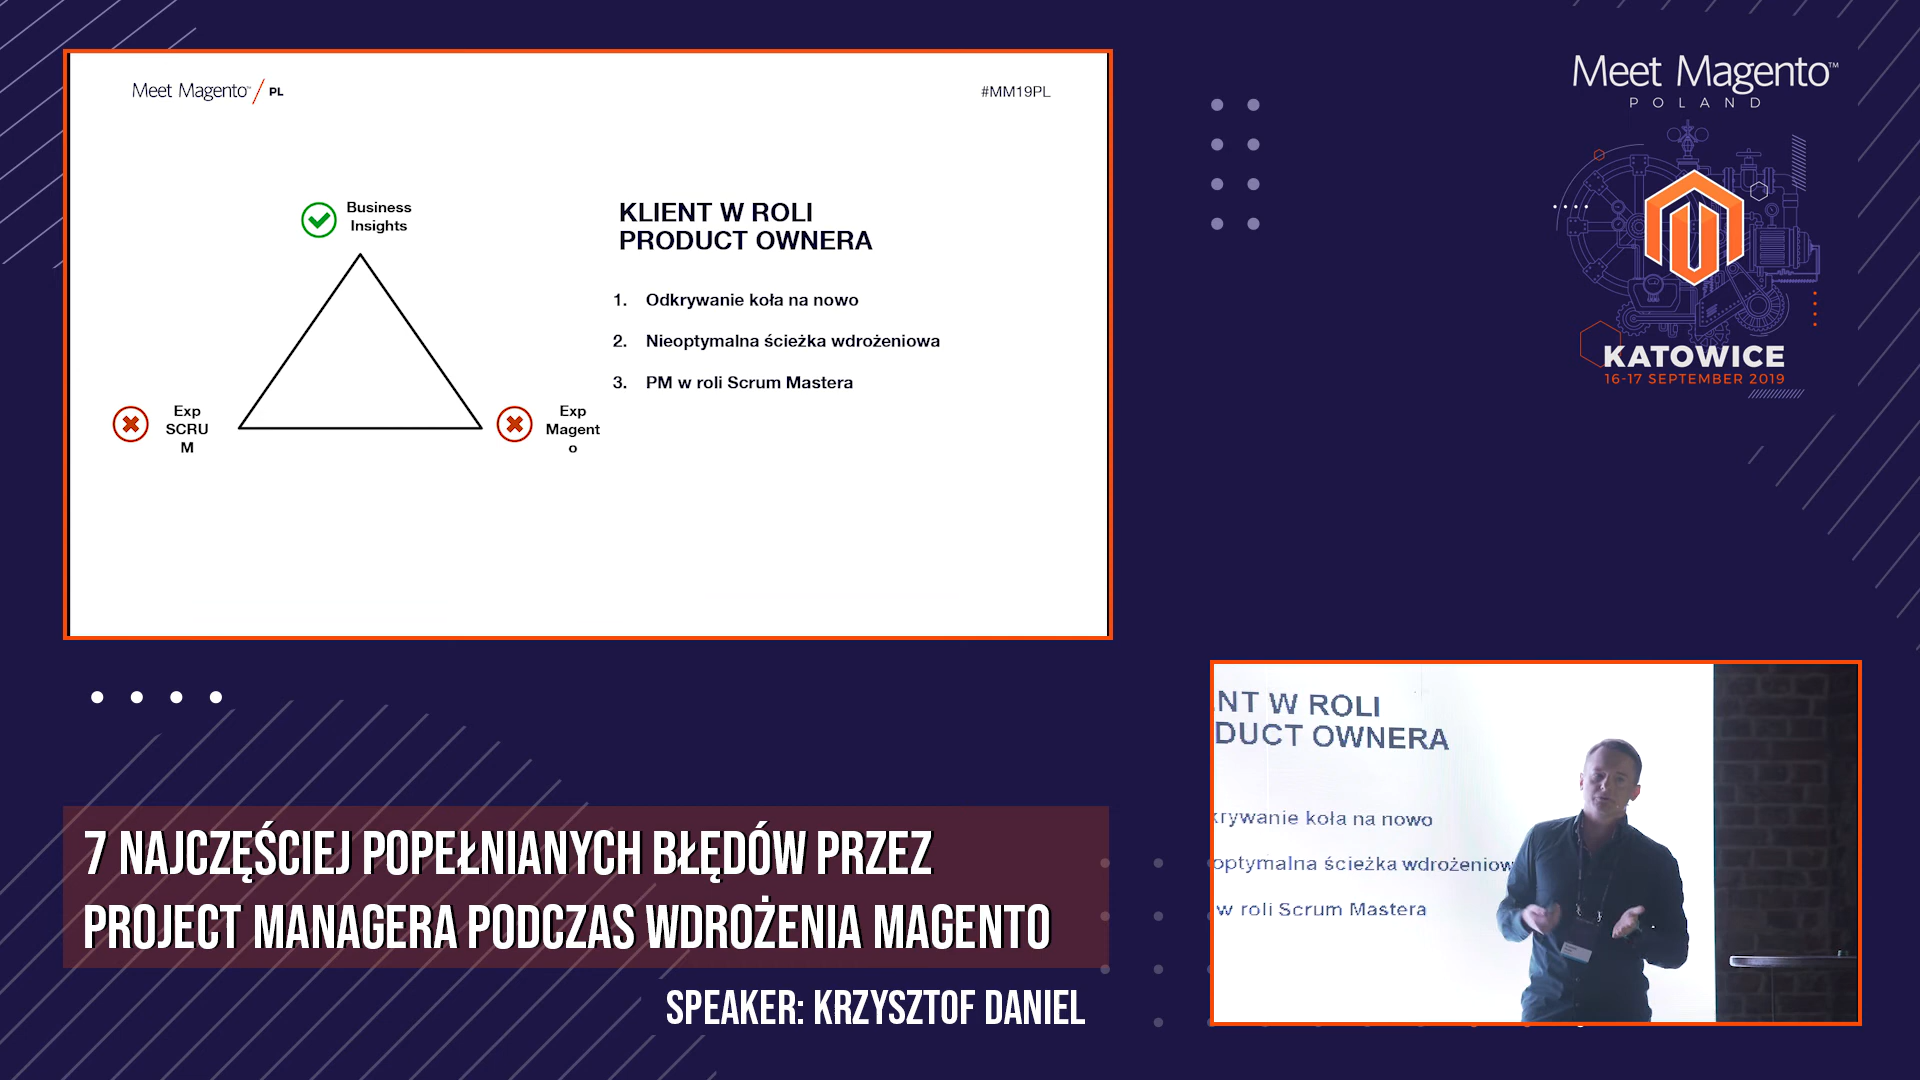 Meet Magento™ / PL
#MM19PL
Business
Insights
Exp
SCRU
M
Exp
Magent
o
KLIENT W ROLI
PRODUCT OWNERA
1. Odkrywanie koła na nowo
2. Nieoptymalna ścieżka wdrożeniowa
3. PM w roli Scrum Mastera
Meet Magento™
POLAND
KATOWICE
16-17 SEPTEMBER 2019
NT W ROLI
DUCT OWNERA
krywanie koła na nowo
optymalna ścieżka wdrożeniow
w roli Scrum Mastera
7 NAJCZĘŚCIEJ POPEŁNIANYCH BŁĘDÓW PRZEZ
PROJECT MANAGERA PODCZAS WDROŻENIA MAGENTO
SPEAKER: KRZYSZTOF DANIEL